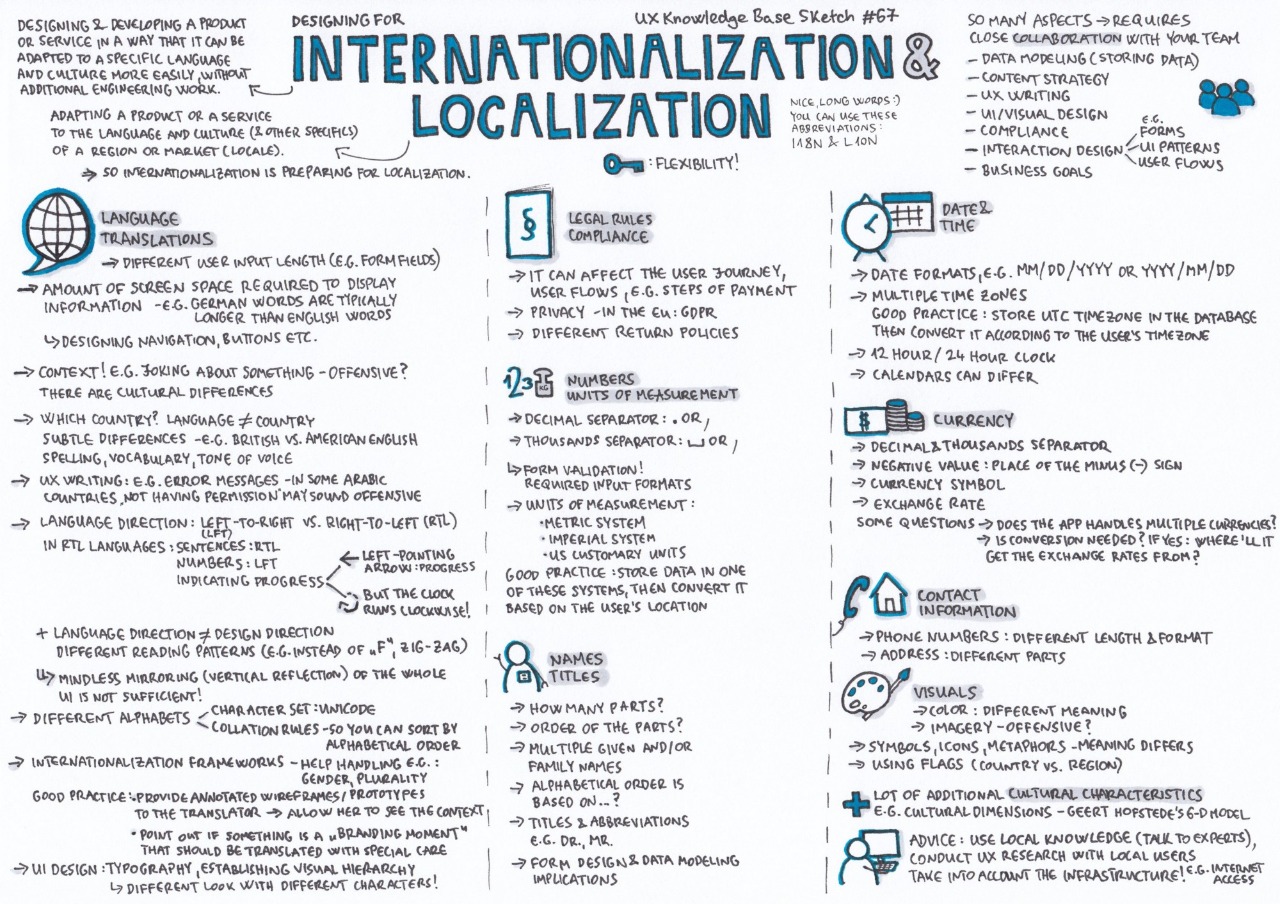 DESIGNING & DEVELOPING A PRODUCT
OR SERVICE IN A WAY THAT IT CAN BE
ADAPTED TO A SPECIFIC LANGUAGE
AND CULTURE MORE EASILY, WITHOUT
ADDITIONAL ENGINEERING WORK.
DESIGNING FOR
UX Knowledge Base Sketch #67
INTERNATIONALIZATION &
LOCALIZATION
ADAPTING A PRODUCT OR A SERVICE
TO THE LANGUAGE AND CULTURE (& OTHER SPECIFICS)
OF A REGION OR MARKET (LOCALE).
→ SO INTERNATIONALIZATION IS PREPARING FOR LOCALIZATION.
NICE, LONG WORDS :)
YOU CAN USE THESE
ABBREVIATIONS:
I18N & L10N
: FLEXIBILITY!
SO MANY ASPECTS → REQUIRES
CLOSE COLLABORATION WITH YOUR TEAM
- DATA MODELING (STORING DATA)
- CONTENT STRATEGY
- UX WRITING
- UI/VISUAL DESIGN
- COMPLIANCE
- INTERACTION DESIGN
E.G.
FORMS
UI PATTERNS
USER FLOWS
- BUSINESS GOALS
LANGUAGE
TRANSLATIONS
→ DIFFERENT USER INPUT LENGTH (E.G. FORM FIELDS)
→ AMOUNT OF SCREEN SPACE REQUIRED TO DISPLAY
INFORMATION - E.G. GERMAN WORDS ARE TYPICALLY
LONGER THAN ENGLISH WORDS
↳ DESIGNING NAVIGATION, BUTTONS ETC.
→ CONTEXT! E.G. JOKING ABOUT SOMETHING - OFFENSIVE?
THERE ARE CULTURAL DIFFERENCES
→ WHICH COUNTRY? LANGUAGE ≠ COUNTRY
SUBTLE DIFFERENCES - E.G. BRITISH VS. AMERICAN ENGLISH
SPELLING, VOCABULARY, TONE OF VOICE
→ UX WRITING: E.G. ERROR MESSAGES - IN SOME ARABIC
COUNTRIES, NOT HAVING PERMISSION" MAY SOUND OFFENSIVE
→ LANGUAGE DIRECTION: LEFT-TO-RIGHT VS. RIGHT-TO-LEFT (RTL)
(LFT)
IN RTL LANGUAGES: SENTENCES: RTL
NUMBERS: LFT
INDICATING PROGRESS
← LEFT-POINTING
ARROW: PROGRESS
BUT THE CLOCK
RUNS CLOCKWISE!
+ LANGUAGE DIRECTION ≠ DESIGN DIRECTION
DIFFERENT READING PATTERNS (E.G. INSTEAD OF „F", ZIG-ZAG)
↳ MINDLESS MIRRORING (VERTICAL REFLECTION) OF THE WHOLE
UI IS NOT SUFFICIENT!
→ DIFFERENT ALPHABETS
CHARACTER SET: UNICODE
COLLATION RULES - SO YOU CAN SORT BY
ALPHABETICAL ORDER
→ INTERNATIONALIZATION FRAMEWORKS - HELP HANDLING E.G.:
GENDER, PLURALITY
GOOD PRACTICE: • PROVIDE ANNOTATED WIREFRAMES/PROTOTYPES
TO THE TRANSLATOR → ALLOW HER TO SEE THE CONTEXT
• POINT OUT IF SOMETHING IS A „BRANDING MOMENT"
THAT SHOULD BE TRANSLATED WITH SPECIAL CARE
→ UI DESIGN: TYPOGRAPHY, ESTABLISHING VISUAL HIERARCHY
↳ DIFFERENT LOOK WITH DIFFERENT CHARACTERS!
§
LEGAL RULES
COMPLIANCE
→ IT CAN AFFECT THE USER JOURNEY,
USER FLOWS, E.G. STEPS OF PAYMENT
→ PRIVACY - IN THE EU: GDPR
→ DIFFERENT RETURN POLICIES
123 KG
NUMBERS
UNITS OF MEASUREMENT
→ DECIMAL SEPARATOR: . OR ,
→ THOUSANDS SEPARATOR: ⎵ OR ,
↳ FORM VALIDATION!
REQUIRED INPUT FORMATS
→ UNITS OF MEASUREMENT:
• METRIC SYSTEM
• IMPERIAL SYSTEM
• US CUSTOMARY UNITS
GOOD PRACTICE: STORE DATA IN ONE
OF THESE SYSTEMS, THEN CONVERT IT
BASED ON THE USER'S LOCATION
NAMES
TITLES
→ HOW MANY PARTS?
→ ORDER OF THE PARTS?
→ MULTIPLE GIVEN AND/OR
FAMILY NAMES
→ ALPHABETICAL ORDER IS
BASED ON...?
→ TITLES & ABBREVIATIONS
E.G. DR., MR.
→ FORM DESIGN & DATA MODELING
IMPLICATIONS
DATE &
TIME
→ DATE FORMATS, E.G. MM/DD/YYYY OR YYYY/MM/DD
→ MULTIPLE TIME ZONES
GOOD PRACTICE: STORE UTC TIMEZONE IN THE DATABASE
THEN CONVERT IT ACCORDING TO THE USER'S TIMEZONE
→ 12 HOUR / 24 HOUR CLOCK
→ CALENDARS CAN DIFFER
$
CURRENCY
→ DECIMAL & THOUSANDS SEPARATOR
→ NEGATIVE VALUE: PLACE OF THE MINUS (-) SIGN
→ CURRENCY SYMBOL
→ EXCHANGE RATE
SOME QUESTIONS → DOES THE APP HANDLES MULTIPLE CURRENCIES?
→ IS CONVERSION NEEDED? IF YES: WHERE'LL IT
GET THE EXCHANGE RATES FROM?
CONTACT
INFORMATION
→ PHONE NUMBERS: DIFFERENT LENGTH & FORMAT
→ ADDRESS: DIFFERENT PARTS
VISUALS
→ COLOR: DIFFERENT MEANING
→ IMAGERY - OFFENSIVE?
→ SYMBOLS, ICONS, METAPHORS - MEANING DIFFERS
→ USING FLAGS (COUNTRY VS. REGION)
+ LOT OF ADDITIONAL CULTURAL CHARACTERISTICS
E.G. CULTURAL DIMENSIONS - GEERT HOFSTEDE'S 6-D MODEL
ADVICE: USE LOCAL KNOWLEDGE (TALK TO EXPERTS),
CONDUCT UX RESEARCH WITH LOCAL USERS
TAKE INTO ACCOUNT THE INFRASTRUCTURE! E.G. INTERNET
ACCESS